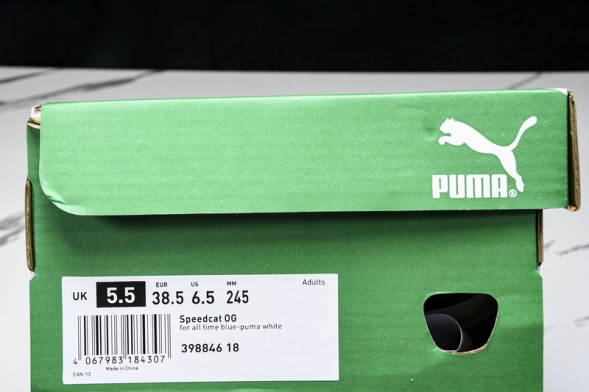 PUMA®
Adults
EUR US MM
UK 5.5 38.5 6.5 245
Speedcat OG
for all time blue-puma white
398846 18
4 067983 184307
Made in China
EAN-13